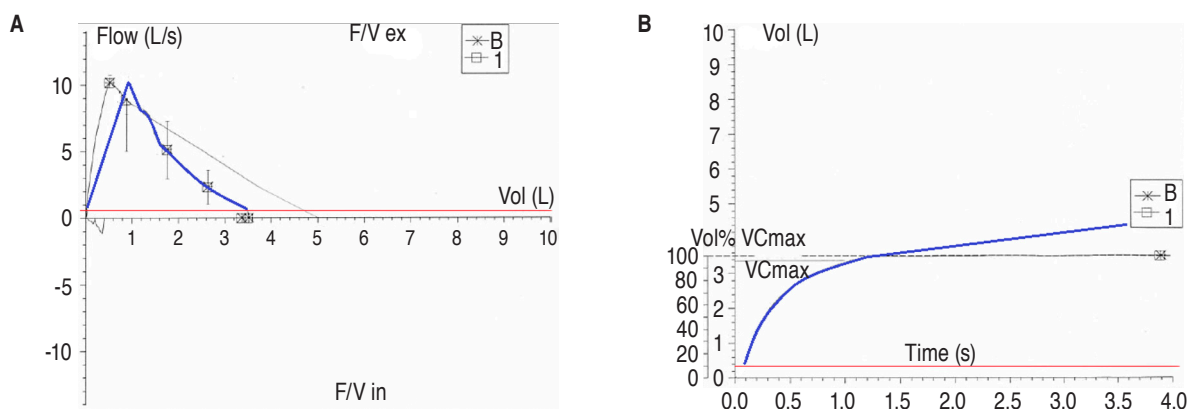 A
Flow (L/s)
F/V ex
B
1
10
5
0
-5
-10
Vol (L)
1 2 3 4 5 6 7 8 9 10
F/V in
B
Vol (L)
10
9
8
7
6
5
B
1
Vol% VCmax
100
VCmax
3
80
2
60
40
1
20
0 0
Time (s)
0.0 0.5 1.0 1.5 2.0 2.5 3.0 3.5 4.0